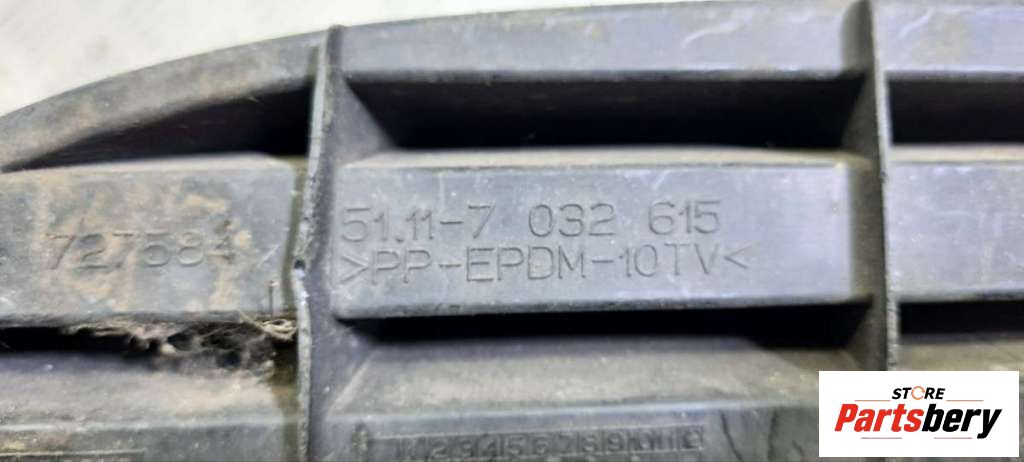 727584
51.11-7 032 615
>PP-EPDM-10TV<
STORE
Partsbery